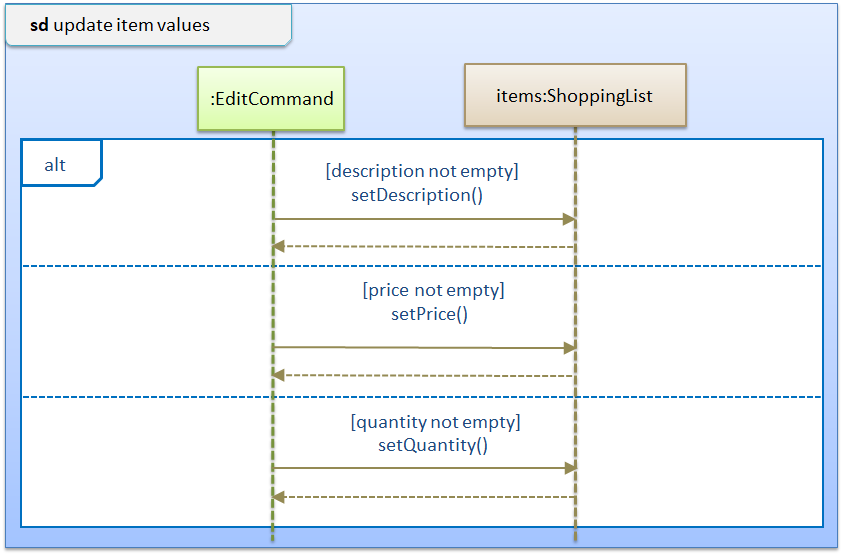 sd update item values
:EditCommand
items:ShoppingList
alt
[description not empty]
setDescription()
[price not empty]
setPrice()
[quantity not empty]
setQuantity()